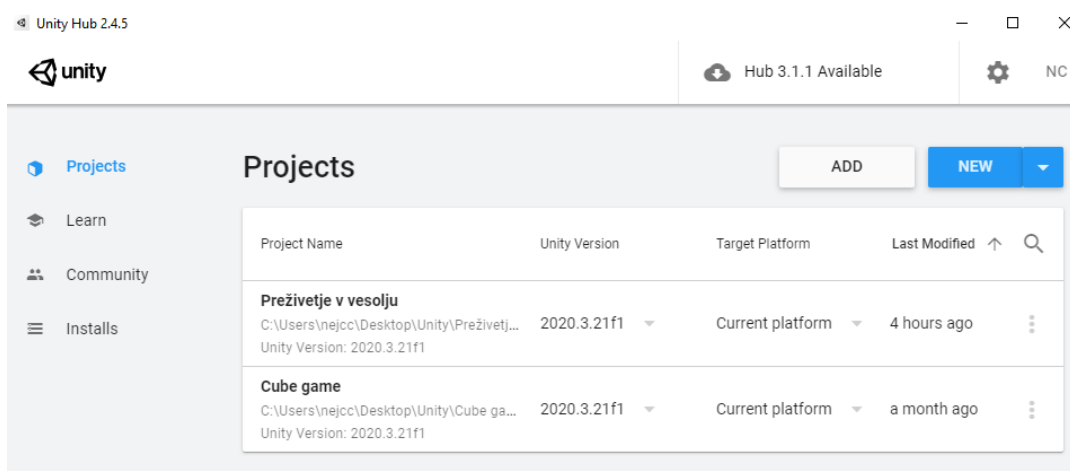 Unity Hub 2.4.5
unity
Hub 3.1.1 Available
NC
Projects
Learn
Community
Installs
Projects
ADD
NEW
Project Name Unity Version Target Platform Last Modified
Preživetje v vesolju
C:\Users\nejcc\Desktop\Unity\Preživetj... 2020.3.21f1 Current platform 4 hours ago
Unity Version: 2020.3.21f1
Cube game
C:\Users\nejcc\Desktop\Unity\Cube ga... 2020.3.21f1 Current platform a month ago
Unity Version: 2020.3.21f1